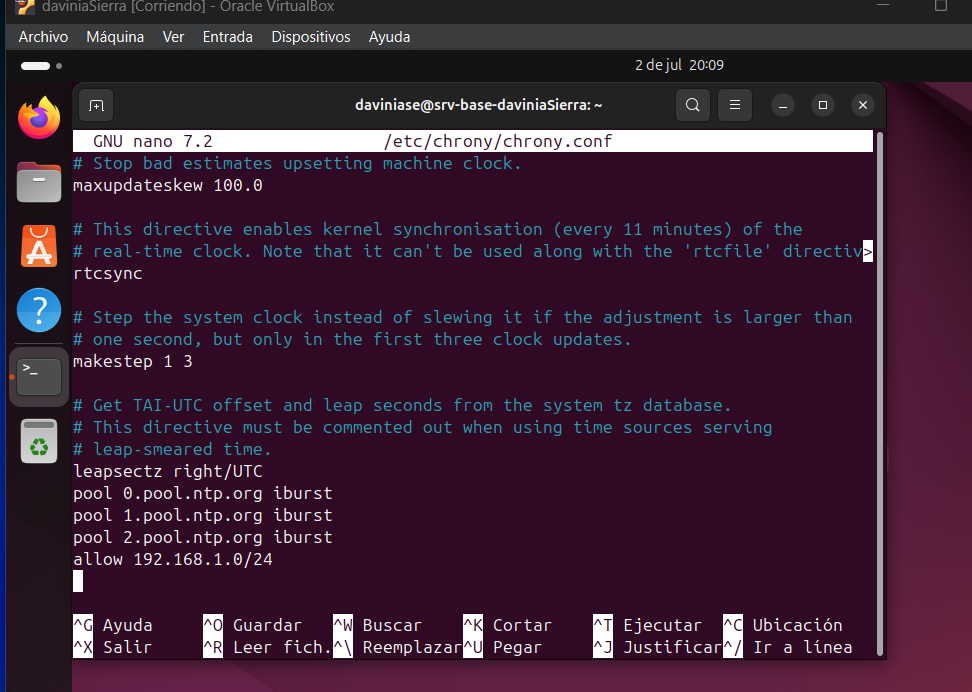 daviniaSierra [Corriendo] - Oracle VirtualBox
Archivo Máquina Ver Entrada Dispositivos Ayuda
2 de jul 20:09
daviniase@srv-base-daviniaSierra: ~
GNU nano 7.2 /etc/chrony/chrony.conf
# Stop bad estimates upsetting machine clock.
maxupdateskew 100.0
# This directive enables kernel synchronisation (every 11 minutes) of the
# real-time clock. Note that it can't be used along with the 'rtcfile' directiv>
rtcsync
# Step the system clock instead of slewing it if the adjustment is larger than
# one second, but only in the first three clock updates.
makestep 1 3
# Get TAI-UTC offset and leap seconds from the system tz database.
# This directive must be commented out when using time sources serving
# leap-smeared time.
leapsectz right/UTC
pool 0.pool.ntp.org iburst
pool 1.pool.ntp.org iburst
pool 2.pool.ntp.org iburst
allow 192.168.1.0/24
^G Ayuda ^O Guardar ^W Buscar ^K Cortar ^T Ejecutar ^C Ubicación
^X Salir ^R Leer fich. ^\ Reemplazar ^U Pegar ^J Justificar ^/ Ir a línea